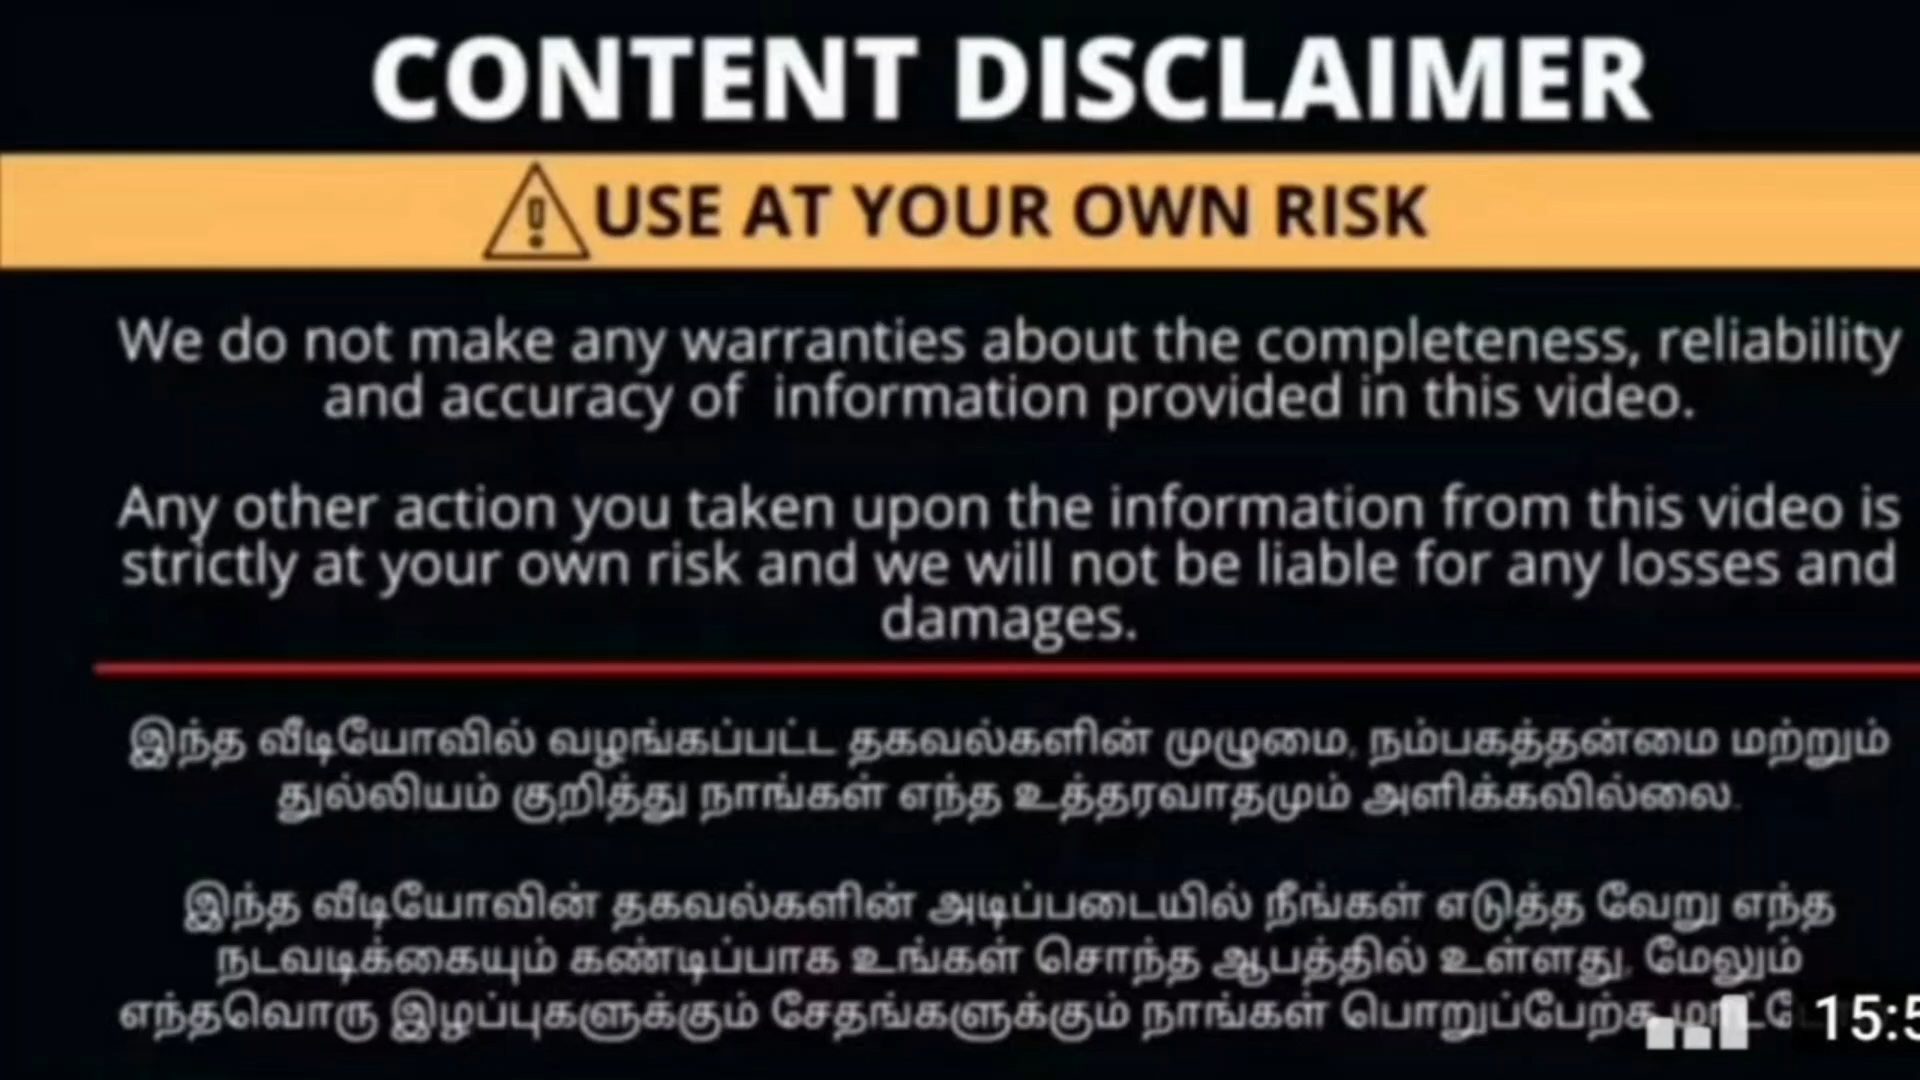 CONTENT DISCLAIMER
USE AT YOUR OWN RISK
We do not make any warranties about the completeness, reliability
and accuracy of information provided in this video.
Any other action you taken upon the information from this video is
strictly at your own risk and we will not be liable for any losses and
damages.
இந்த வீடியோவில் வழங்கப்பட்ட தகவல்களின் முழுமை, நம்பகத்தன்மை மற்றும்
துல்லியம் குறித்து நாங்கள் எந்த உத்தரவாதமும் அளிக்கவில்லை.
இந்த வீடியோவின் தகவல்களின் அடிப்படையில் நீங்கள் எடுத்த வேறு எந்த
நடவடிக்கையும் கண்டிப்பாக உங்கள் சொந்த ஆபத்தில் உள்ளது, மேலும்
எந்தவொரு இழப்புகளுக்கும் சேதங்களுக்கும் நாங்கள் பொறுப்பேற்க
15:5